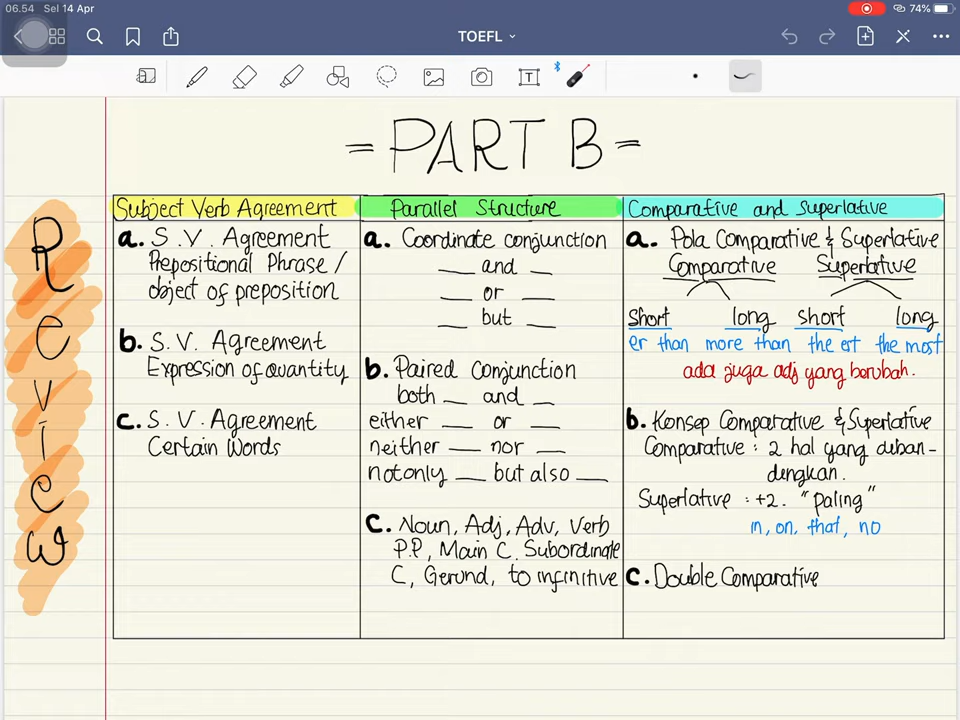 06.54 Sel 14 Apr
74%
TOEFL
T
= PART B =
Review
Subject Verb Agreement
a. S.V. Agreement
Prepositional Phrase /
object of preposition
b. S.V. Agreement
Expression of quantity
c. S.V. Agreement
Certain Words
Parallel Structure
a. Coordinate conjunction
___ and ___
___ or ___
___ but ___
b. Paired Conjunction
both ___ and ___
either ___ or ___
neither ___ nor ___
not only ___ but also ___
C. Noun, Adj, Adv, Verb
P.P, Main C. Subordinate
C, Gerund, to infinitive
Comparative and Superlative
a. Pola Comparative & Superlative
Comparative Superlative
Short long short long
er than more than the est the most
ada juga adj yang berubah.
b. Konsep Comparative & Superlative
Comparative : 2 hal yang diban-
dengkan.
Superlative : +2. "paling"
in, on, that, no
C. Double Comparative